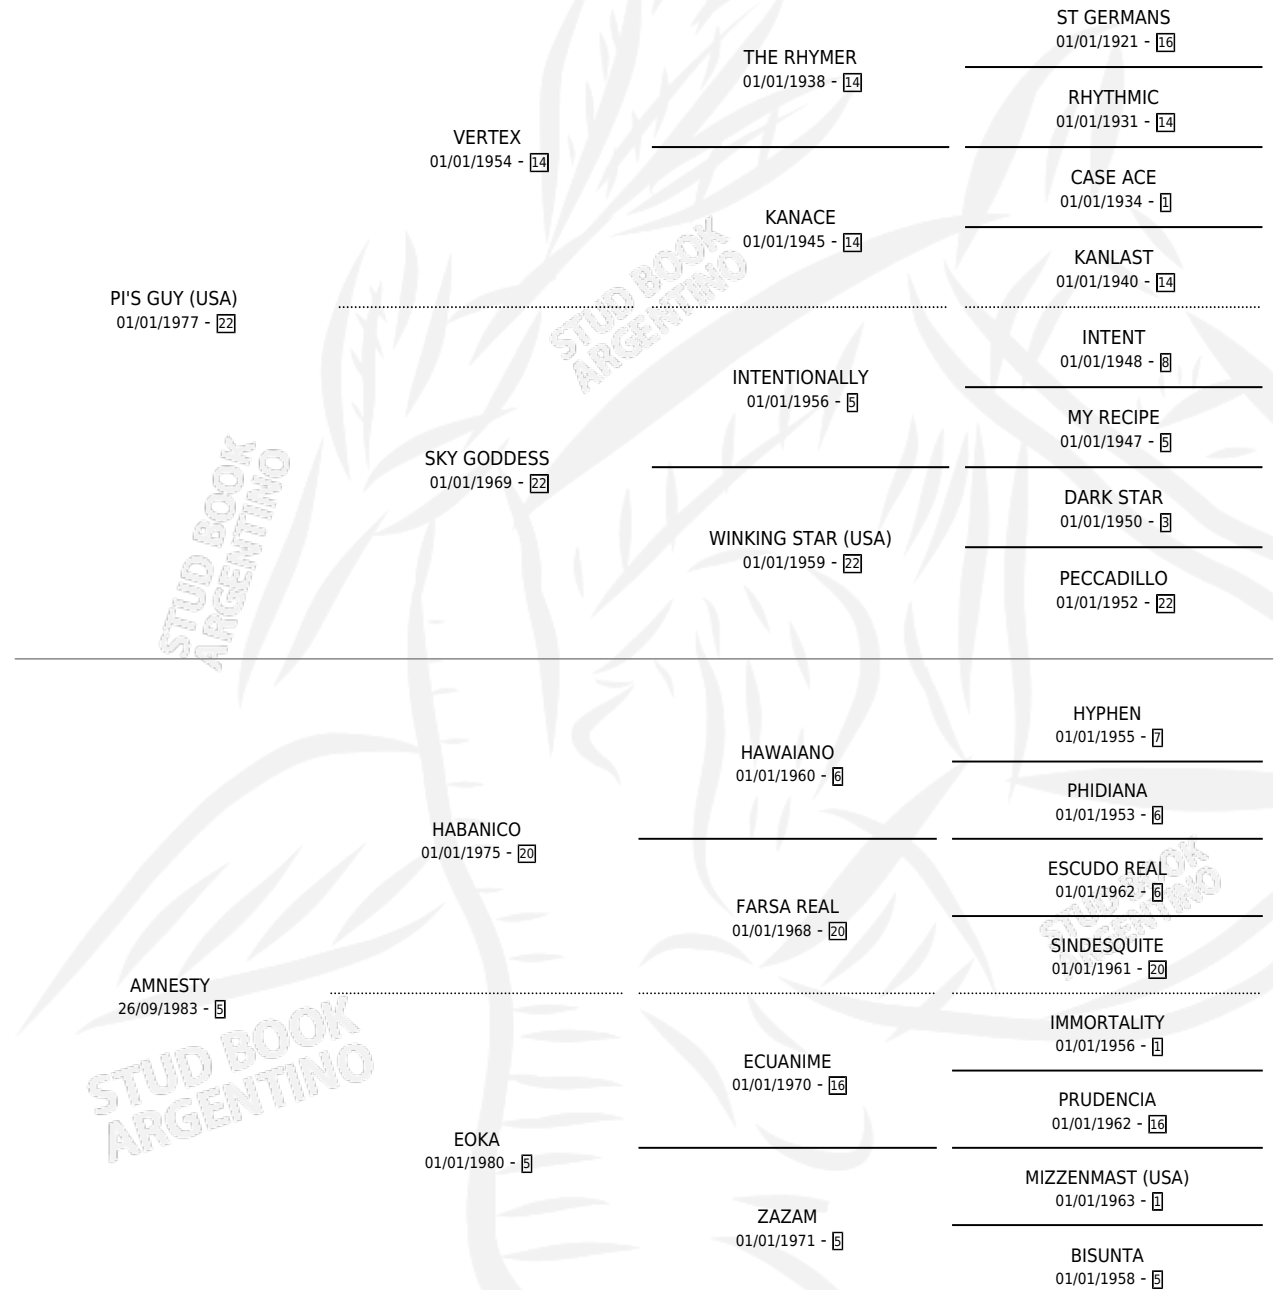 ST GERMANS
01/01/1921 - 16
THE RHYMER
01/01/1938 - 14
RHYTHMIC
01/01/1931 - 14
VERTEX
01/01/1954 - 14
CASE ACE
01/01/1934 - 1
KANACE
01/01/1945 - 14
KANLAST
01/01/1940 - 14
PI'S GUY (USA)
01/01/1977 - 22
INTENT
01/01/1948 - 8
INTENTIONALLY
01/01/1956 - 5
MY RECIPE
01/01/1947 - 5
SKY GODDESS
01/01/1969 - 22
DARK STAR
01/01/1950 - 3
WINKING STAR (USA)
01/01/1959 - 22
PECCADILLO
01/01/1952 - 22
STUD BOOK
ARGENTINO
STUD BOOK
ARGENTINO
HYPHEN
01/01/1955 - 7
HAWAIANO
01/01/1960 - 6
PHIDIANA
01/01/1953 - 6
HABANICO
01/01/1975 - 20
ESCUDO REAL
01/01/1962 - 6
FARSA REAL
01/01/1968 - 20
SINDESQUITE
01/01/1961 - 20
AMNESTY
26/09/1983 - 5
IMMORTALITY
01/01/1956 - 1
ECUANIME
01/01/1970 - 16
PRUDENCIA
01/01/1962 - 16
EOKA
01/01/1980 - 5
MIZZENMAST (USA)
01/01/1963 - 1
ZAZAM
01/01/1971 - 5
BISUNTA
01/01/1958 - 5
STUD BOOK
ARGENTINO
STUD BOOK
ARGENTINO